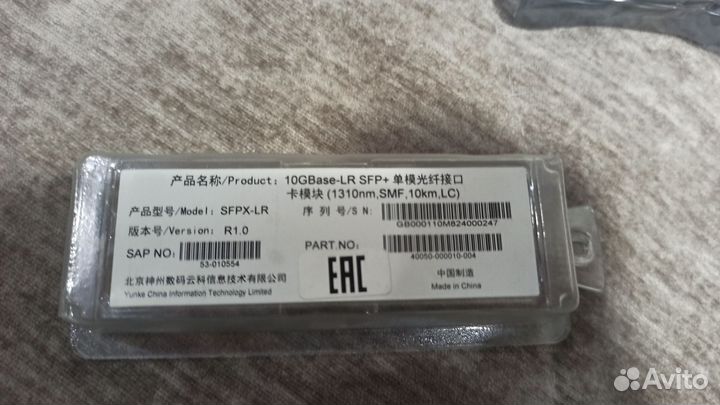 产品名称/Product: 10GBase-LR SFP+ 单模光纤接口
卡模块 (1310nm,SMF,10km,LC)
产品型号/Model: SFPX-LR
序列号/S N:
GB000110M824000247
版本号/Version: R1.0
SAP NO:
53-010554
PART.NO:
40050-000010-004
北京神州数码云科信息技术有限公司
Yunke China Information Technology Limited
EAC
中国制造
Made in China
Avito